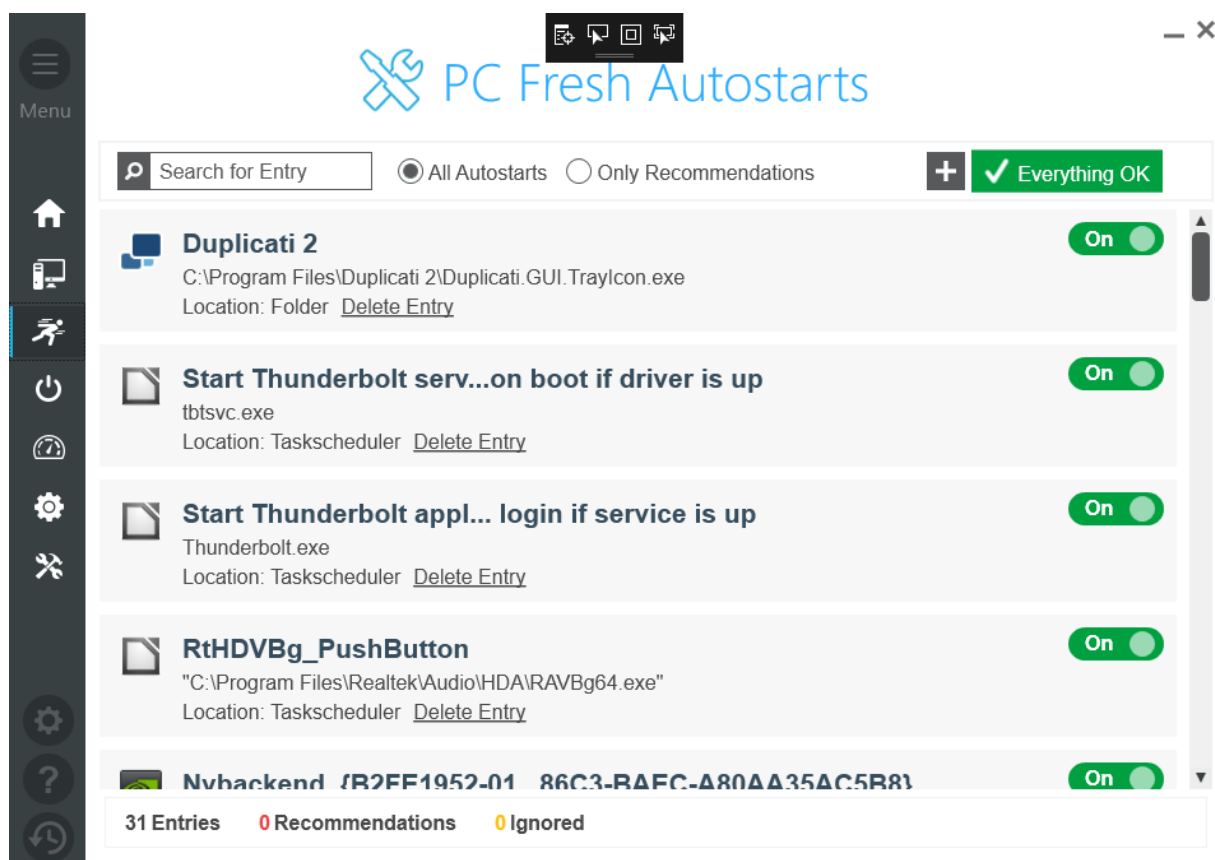 Menu
PC Fresh Autostarts
Search for Entry
All Autostarts
Only Recommendations
Everything OK
Duplicati 2
On
C:\Program Files\Duplicati 2\Duplicati.GUI.TrayIcon.exe
Location: Folder Delete Entry
Start Thunderbolt serv...on boot if driver is up
On
tbtsvc.exe
Location: Taskscheduler Delete Entry
Start Thunderbolt appl... login if service is up
On
Thunderbolt.exe
Location: Taskscheduler Delete Entry
RtHDVBg_PushButton
On
"C:\Program Files\Realtek\Audio\HDA\RAVBg64.exe"
Location: Taskscheduler Delete Entry
On
31 Entries 0 Recommendations 0 Ignored